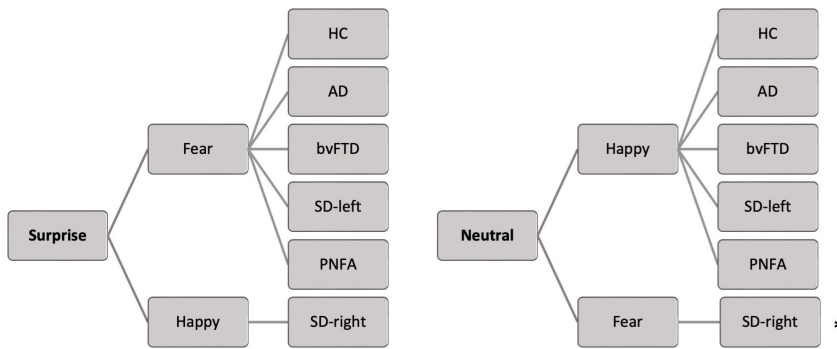 Surprise
Fear
HC
AD
bvFTD
SD-left
PNFA
Happy
SD-right
Neutral
Happy
HC
AD
bvFTD
SD-left
PNFA
Fear
SD-right
*